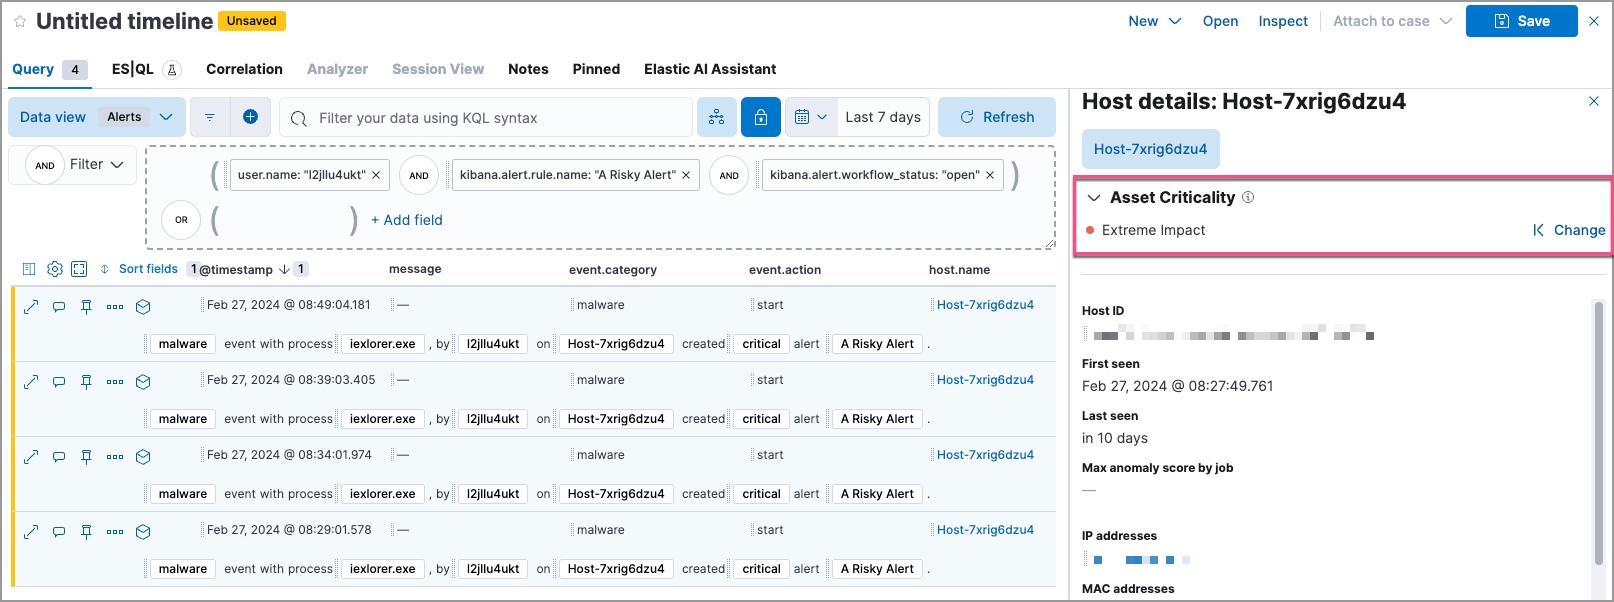 Untitled timeline Unsaved New Open Inspect Attach to case Save
Query 4 ES|QL Correlation Analyzer Session View Notes Pinned Elastic AI Assistant
Data view Alerts Filter your data using KQL syntax Last 7 days Refresh
AND Filter ( user.name: "l2jllu4ukt" AND kibana.alert.rule.name: "A Risky Alert" AND kibana.alert.workflow_status: "open" )
OR ( ) + Add field
Sort fields 1 @timestamp 1 message event.category event.action host.name
Feb 27, 2024 @ 08:49:04.181 — malware start Host-7xrig6dzu4
malware event with process iexlorer.exe , by l2jllu4ukt on Host-7xrig6dzu4 created critical alert A Risky Alert .
Feb 27, 2024 @ 08:39:03.405 — malware start Host-7xrig6dzu4
malware event with process iexlorer.exe , by l2jllu4ukt on Host-7xrig6dzu4 created critical alert A Risky Alert .
Feb 27, 2024 @ 08:34:01.974 — malware start Host-7xrig6dzu4
malware event with process iexlorer.exe , by l2jllu4ukt on Host-7xrig6dzu4 created critical alert A Risky Alert .
Feb 27, 2024 @ 08:29:01.578 — malware start Host-7xrig6dzu4
malware event with process iexlorer.exe , by l2jllu4ukt on Host-7xrig6dzu4 created critical alert A Risky Alert .
Host details: Host-7xrig6dzu4
Host-7xrig6dzu4
Asset Criticality
Extreme Impact Change
Host ID
First seen
Feb 27, 2024 @ 08:27:49.761
Last seen
in 10 days
Max anomaly score by job
—
IP addresses
MAC addresses